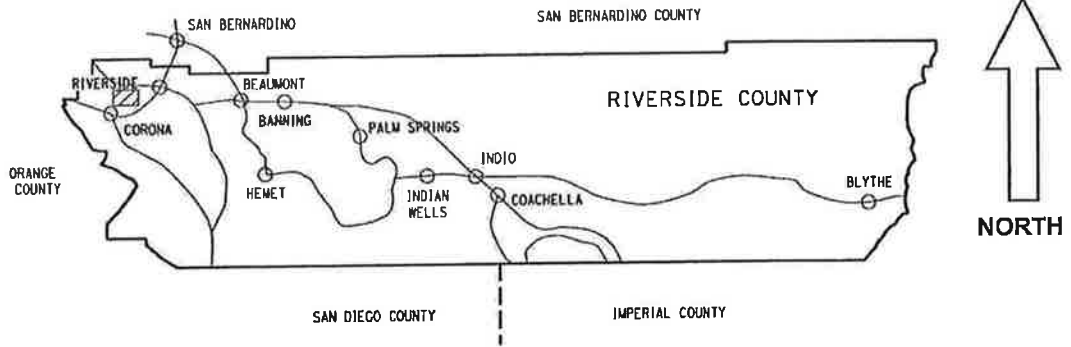 SAN BERNARDINO COUNTY
SAN BERNARDINO
RIVERSIDE
BEAUMONT
RIVERSIDE COUNTY
BANNING
CORONA
PALM SPRINGS
ORANGE
COUNTY
HEMET
INDIO
INDIAN
WELLS
COACHELLA
BLYTHE
NORTH
SAN DIEGO COUNTY
IMPERIAL COUNTY